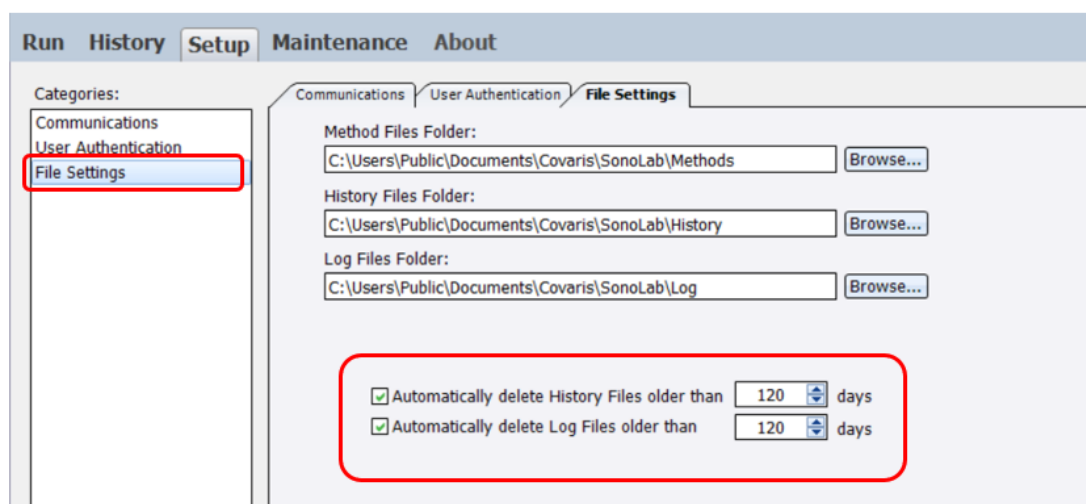 Run History Setup Maintenance About
Categories:
Communications
User Authentication
File Settings
Communications User Authentication File Settings
Method Files Folder:
C:\Users\Public\Documents\Covaris\SonoLab\Methods Browse...
History Files Folder:
C:\Users\Public\Documents\Covaris\SonoLab\History Browse...
Log Files Folder:
C:\Users\Public\Documents\Covaris\SonoLab\Log Browse...
Automatically delete History Files older than 120 days
Automatically delete Log Files older than 120 days